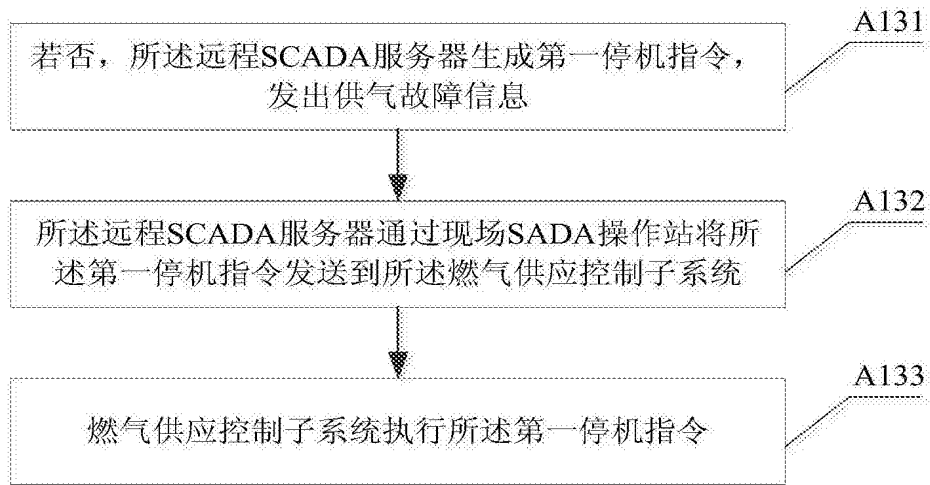 A131
若否，所述远程SCADA服务器生成第一停机指令，
发出供气故障信息
A132
所述远程SCADA服务器通过现场SADA操作站将所
述第一停机指令发送到所述燃气供应控制子系统
A133
燃气供应控制子系统执行所述第一停机指令